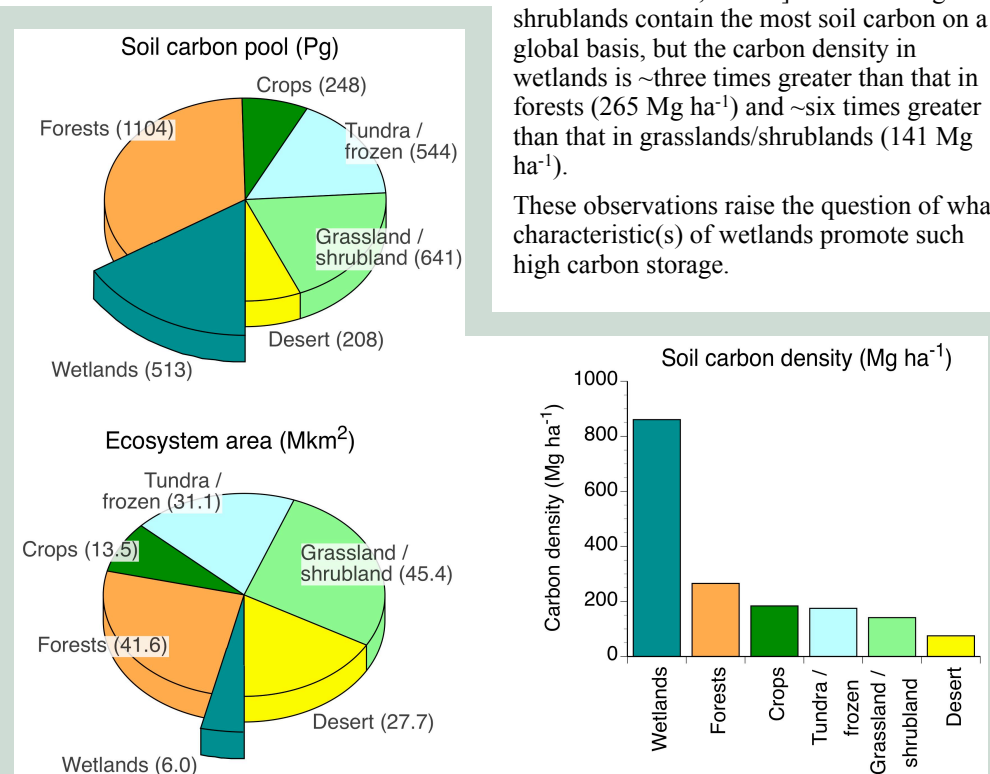 shrublands contain the most soil carbon on a
global basis, but the carbon density in
wetlands is ~three times greater than that in
forests (265 Mg ha⁻¹) and ~six times greater
than that in grasslands/shrublands (141 Mg
ha⁻¹).
These observations raise the question of wha
characteristic(s) of wetlands promote such
high carbon storage.
Soil carbon pool (Pg)
Crops (248)
Forests (1104)
Tundra /
frozen (544)
Grassland /
shrubland (641)
Desert (208)
Wetlands (513)
Ecosystem area (Mkm²)
Tundra /
frozen (31.1)
Crops (13.5)
Grassland /
shrubland (45.4)
Forests (41.6)
Desert (27.7)
Wetlands (6.0)
Soil carbon density (Mg ha⁻¹)
Carbon density (Mg ha⁻¹)
1000
800
600
400
200
0
Wetlands
Forests
Crops
Tundra /
frozen
Grassland /
shrubland
Desert